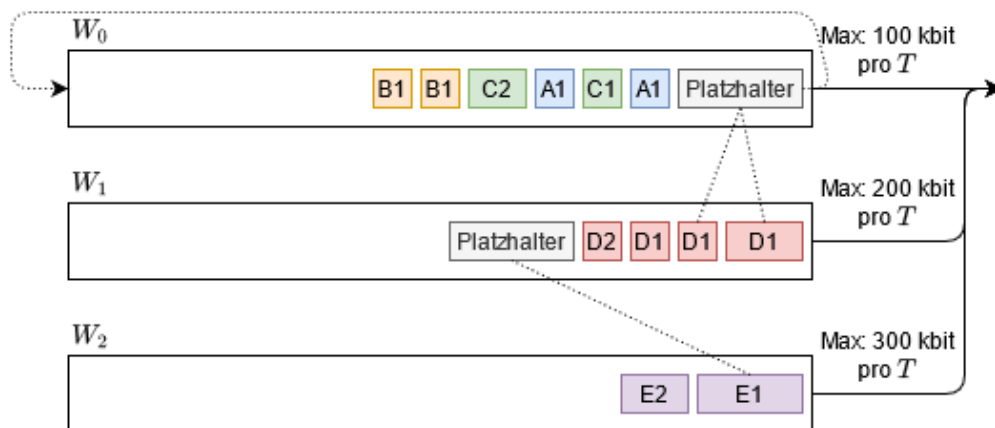 W₀
Max: 100 kbit
pro T
B1 B1 C2 A1 C1 A1 Platzhalter
W₁
Max: 200 kbit
pro T
Platzhalter D2 D1 D1 D1
W₂
Max: 300 kbit
pro T
E2 E1